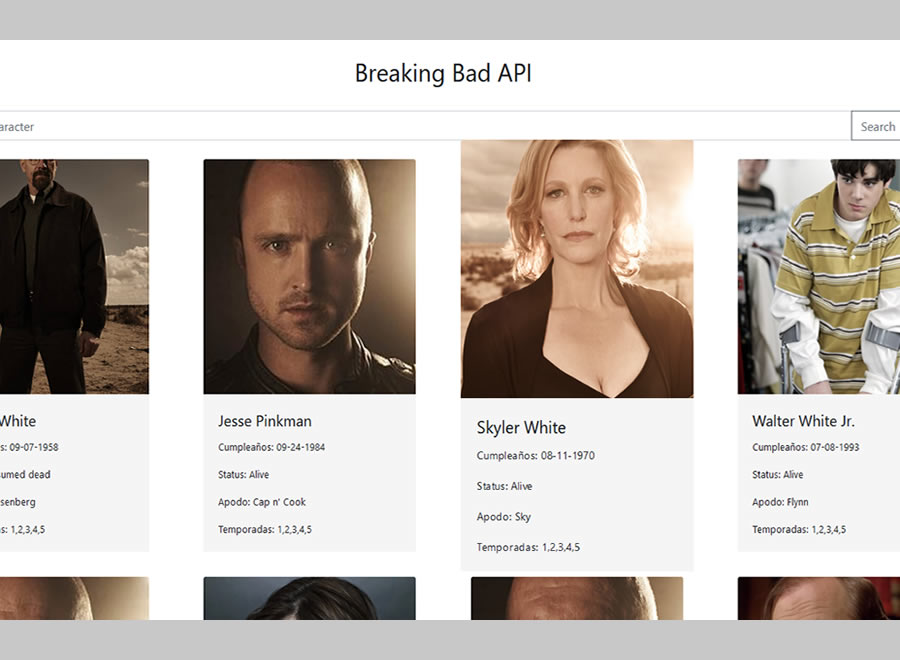 Breaking Bad API
aracter
Search
White
s: 09-07-1958
umed dead
senberg
s: 1,2,3,4,5
Jesse Pinkman
Cumpleaños: 09-24-1984
Status: Alive
Apodo: Cap n' Cook
Temporadas: 1,2,3,4,5
Skyler White
Cumpleaños: 08-11-1970
Status: Alive
Apodo: Sky
Temporadas: 1,2,3,4,5
Walter White Jr.
Cumpleaños: 07-08-1993
Status: Alive
Apodo: Flynn
Temporadas: 1,2,3,4,5